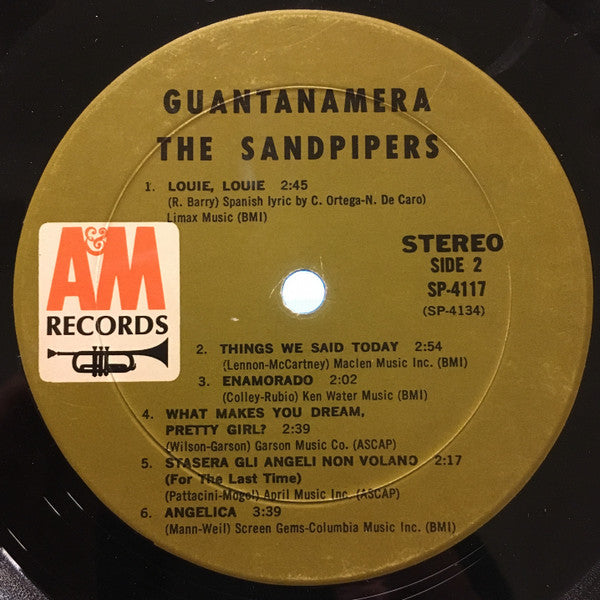 GUANTANAMERA
THE SANDPIPERS
1. LOUIE, LOUIE 2:45
(R. Barry) Spanish lyric by C. Ortega-N. De Caro)
Limax Music (BMI)
A&M
RECORDS
STEREO
SIDE 2
SP-4117
(SP-4134)
2. THINGS WE SAID TODAY 2:54
(Lennon-McCartney) Maclen Music Inc. (BMI)
3. ENAMORADO 2:02
(Colley-Rubio) Ken Water Music (BMI)
4. WHAT MAKES YOU DREAM,
PRETTY GIRL? 2:39
(Wilson-Garson) Garson Music Co. (ASCAP)
5. STASERA GLI ANGELI NON VOLANO 2:17
(For The Last Time)
(Pattacini-Mogol) April Music Inc. (ASCAP)
6. ANGELICA 3:39
(Mann-Weil) Screen Gems-Columbia Music Inc. (BMI)